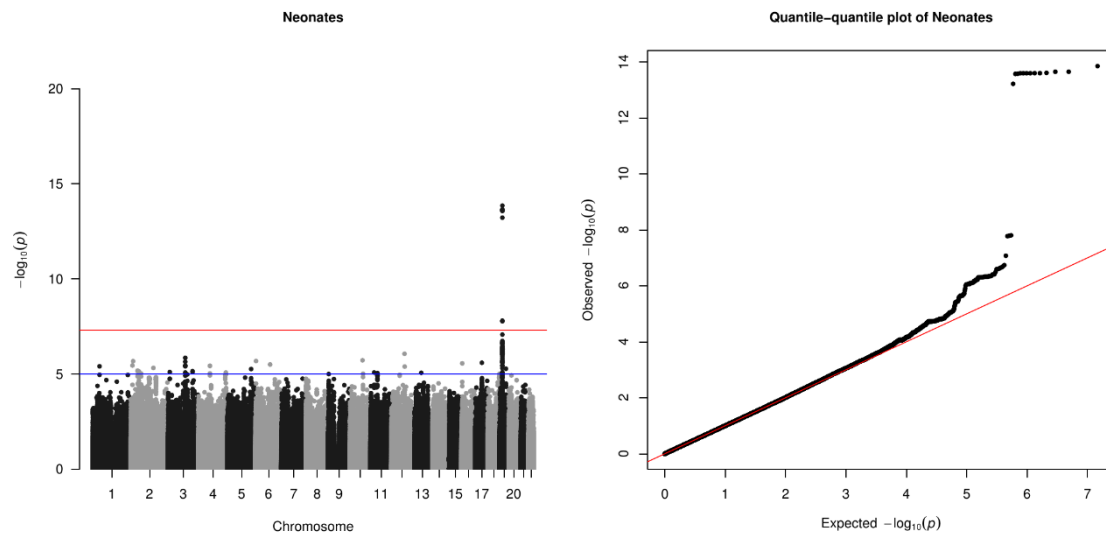 Neonates
20
15
10
5
0
−log₁₀(p)
1 2 3 4 5 6 7 8 9 11 13 15 17 20
Chromosome
Quantile−quantile plot of Neonates
14
12
10
8
6
4
2
0
Observed −log₁₀(p)
0 1 2 3 4 5 6 7
Expected −log₁₀(p)